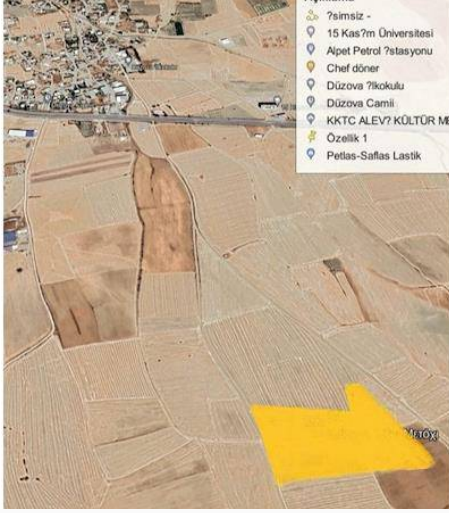 ?simsiz -
15 Kas?m Üniversitesi
Alpet Petrol ?stasyonu
Chef döner
Düzova ?lkokulu
Düzova Camii
KKTC ALEV? KÜLTÜR ME
Özellik 1
Petlas-Saflas Lastik